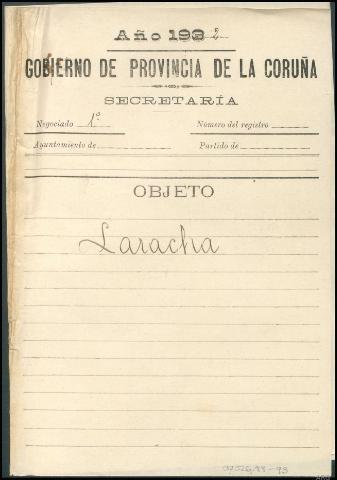 Año 1932
GOBIERNO DE PROVINCIA DE LA CORUÑA
SECRETARÍA
Negociado 1º Número del registro
Ayuntamiento de Partido de
OBJETO
Laracha